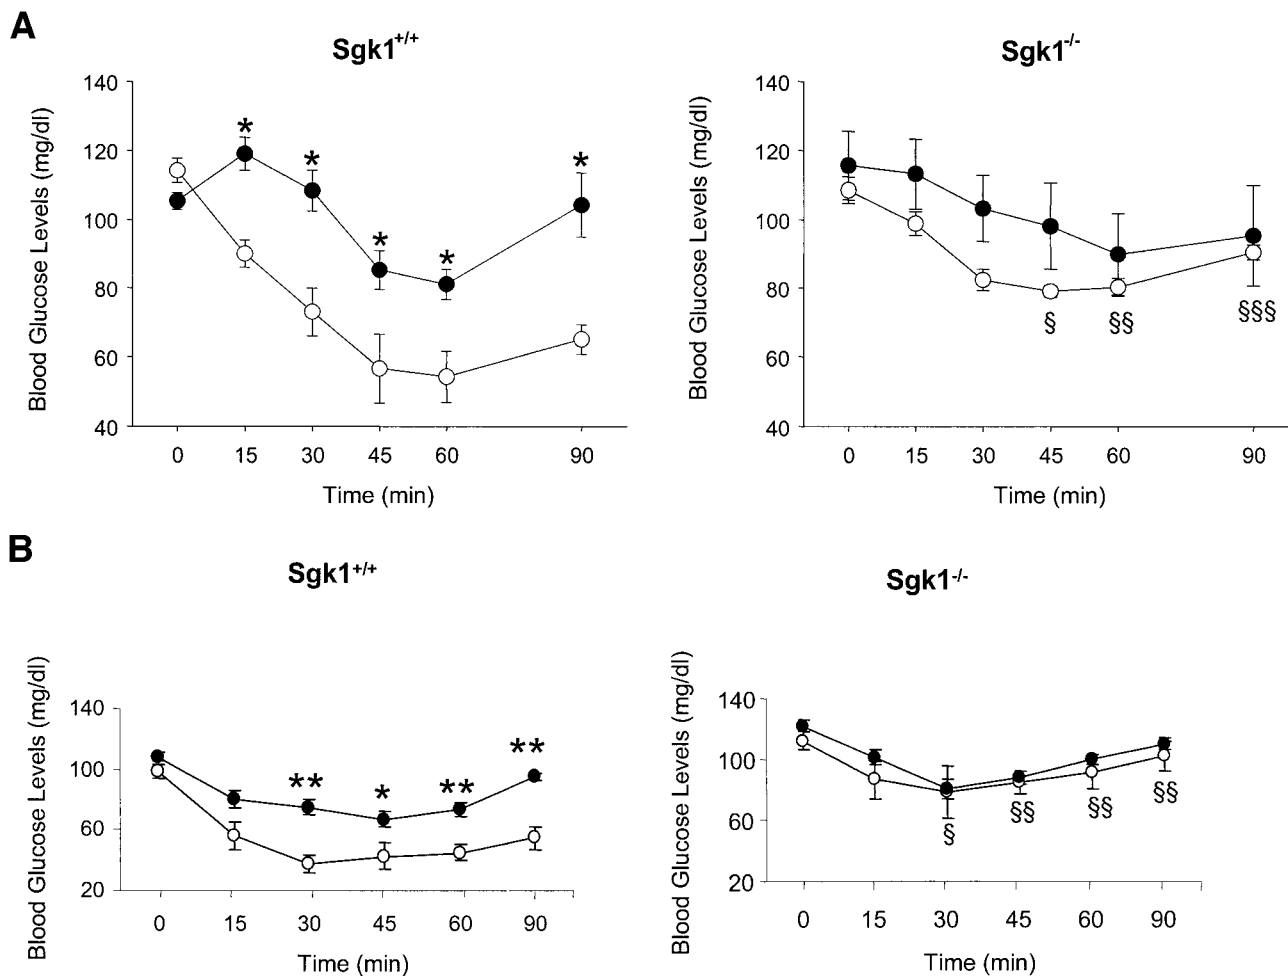 A
Sgk1+/+
Sgk1-/-
Blood Glucose Levels (mg/dl)
140
120
100
80
60
40
* * * * * *
0 15 30 45 60 90
Time (min)
Blood Glucose Levels (mg/dl)
140
120
100
80
60
40
§ §§ §§§
0 15 30 45 60 90
Time (min)
B
Sgk1+/+
Sgk1-/-
Blood Glucose Levels (mg/dl)
140
100
60
20
** * ** **
0 15 30 45 60 90
Time (min)
Blood Glucose Levels (mg/dl)
140
100
60
20
§ §§ §§ §§
0 15 30 45 60 90
Time (min)